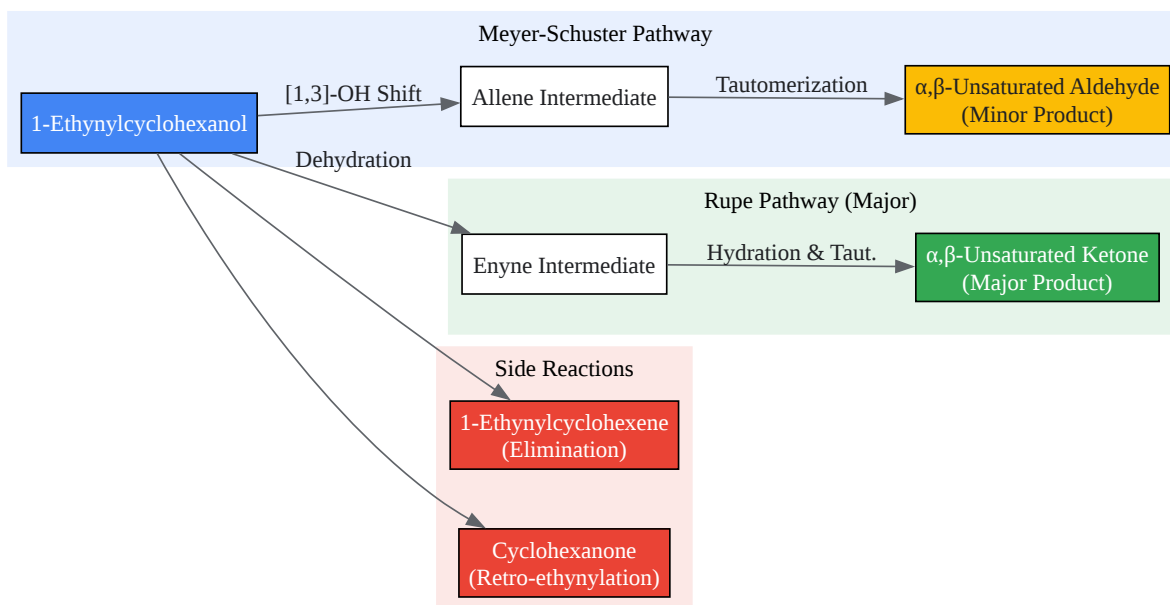 Meyer-Schuster Pathway
1-Ethynylcyclohexanol
[1,3]-OH Shift
Allene Intermediate
Tautomerization
α,β-Unsaturated Aldehyde
(Minor Product)
Dehydration
Rupe Pathway (Major)
Enyne Intermediate
Hydration & Taut.
α,β-Unsaturated Ketone
(Major Product)
Side Reactions
1-Ethynylcyclohexene
(Elimination)
Cyclohexanone
(Retro-ethynylation)